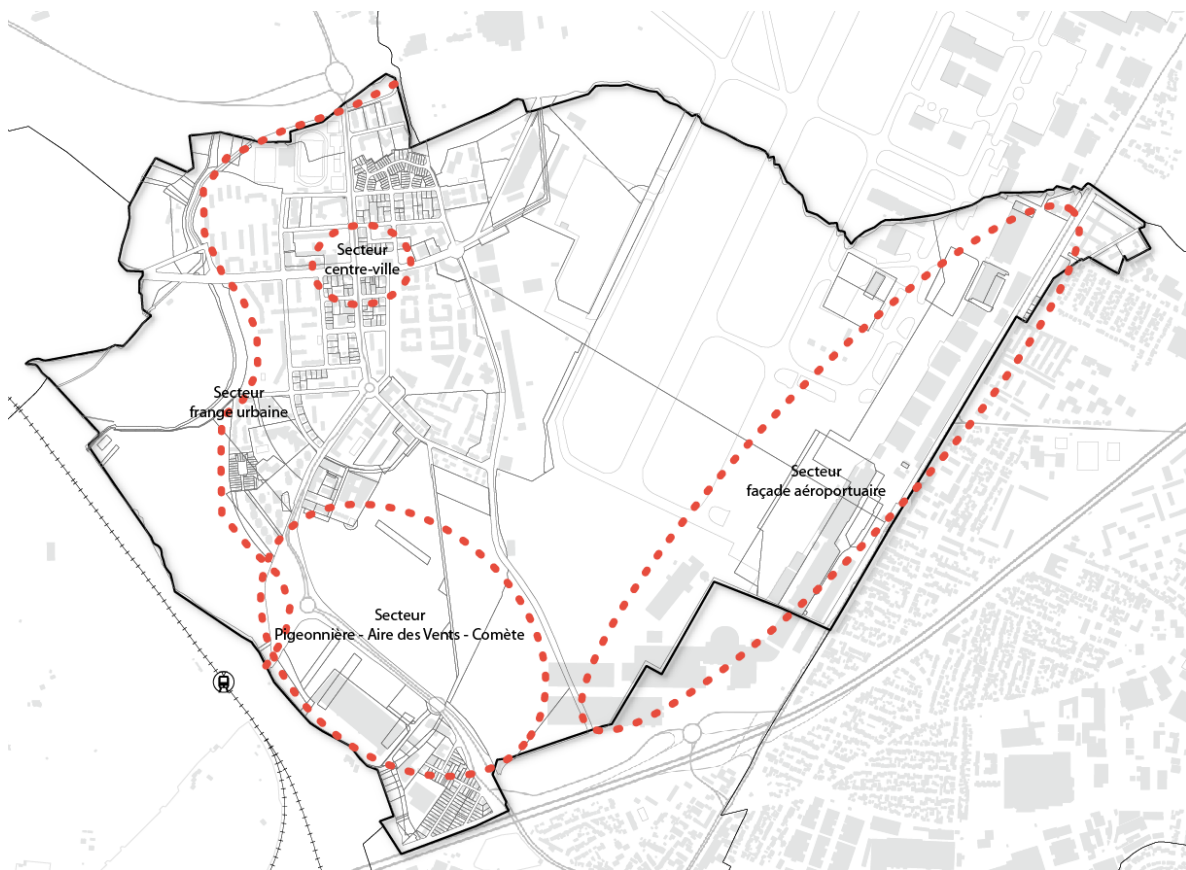 Secteur
centre-ville
Secteur
frange urbaine
Secteur
façade aéroportuaire
Secteur
Pigeonnière - Aire des Vents - Comète